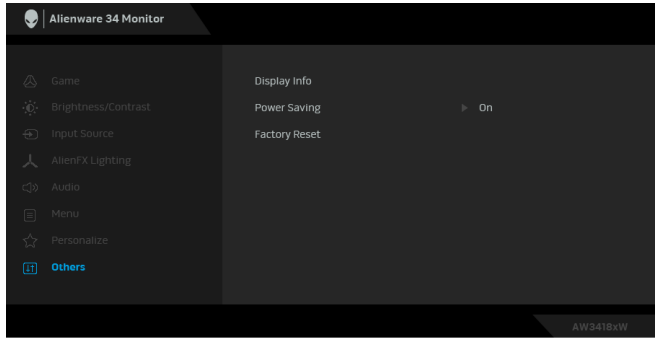 Alienware 34 Monitor
Game
Display Info
Brightness/Contrast
Power Saving On
Input Source
Factory Reset
AlienFX Lighting
Audio
Menu
Personalize
Others
AW3418xW